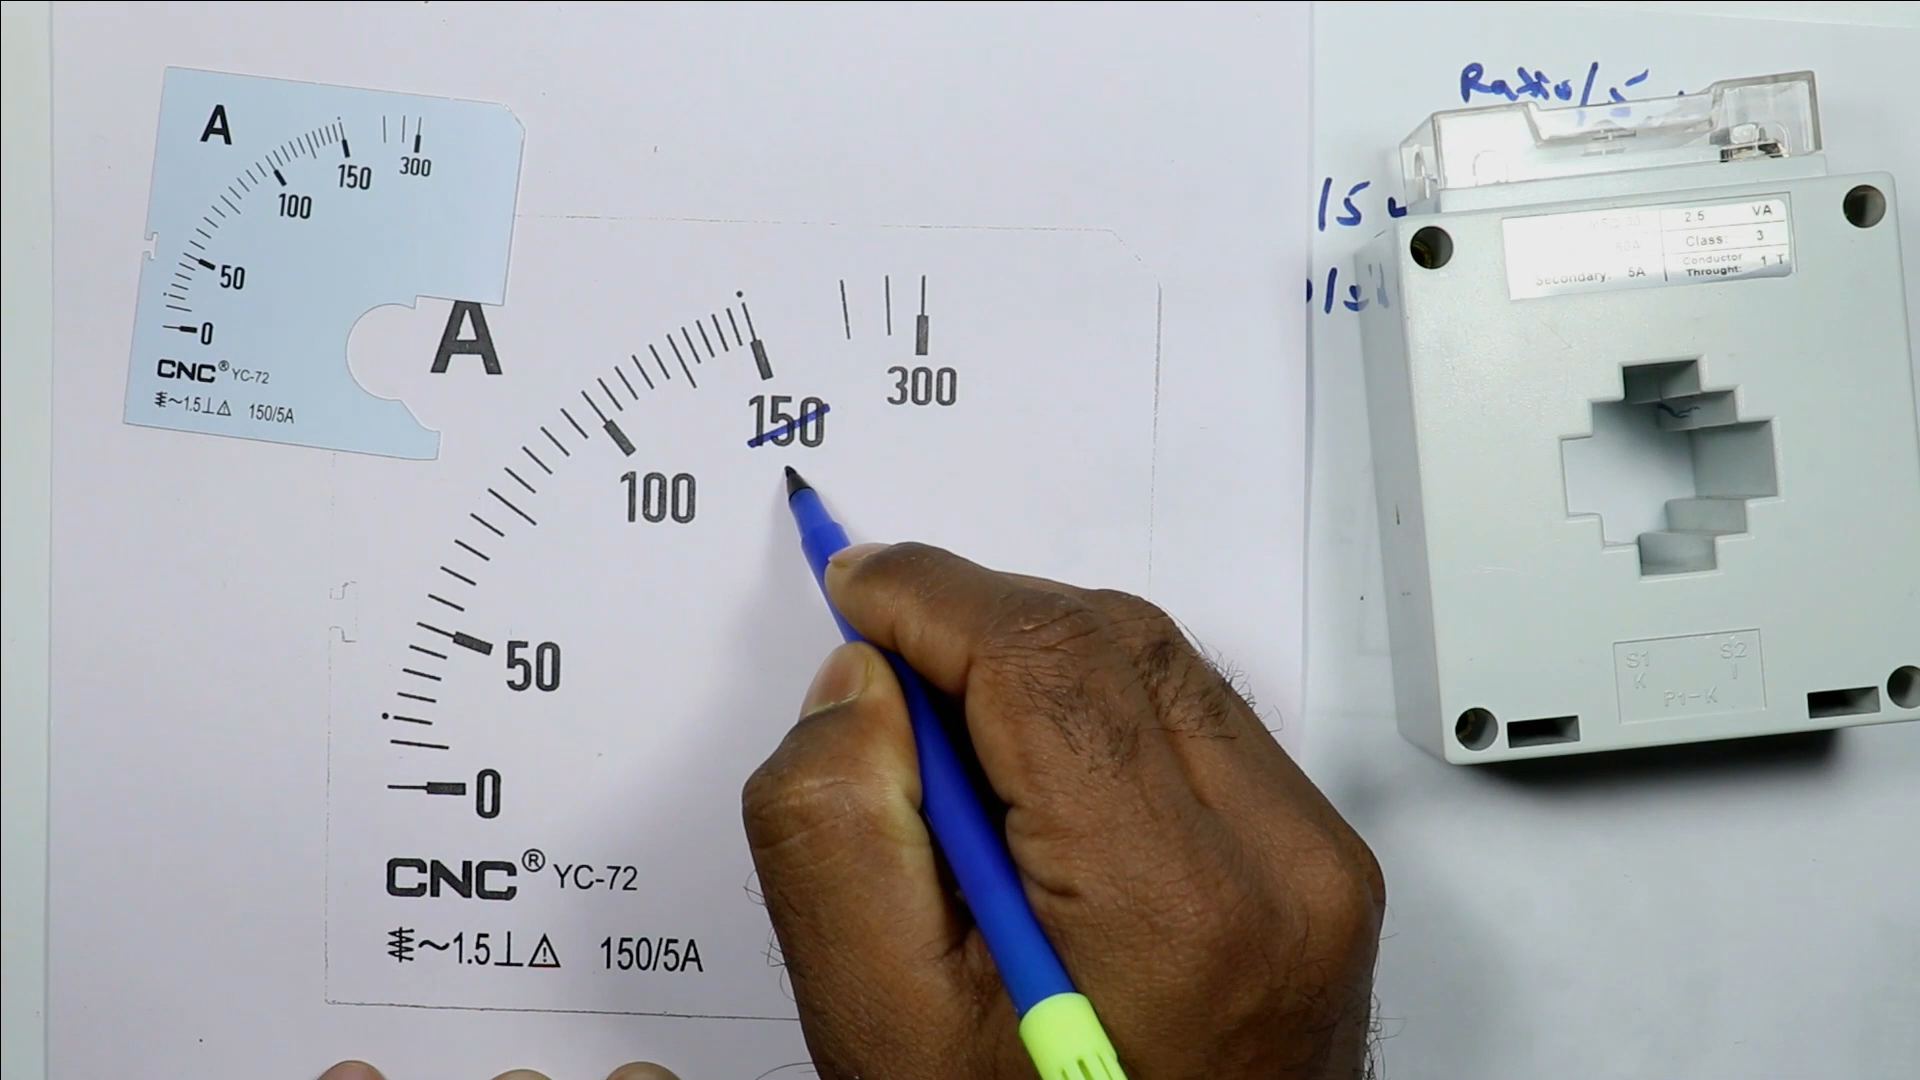 A
150
300
100
50
0
CNC® YC-72
~1.5⊥⚠ 150/5A
A
300
150
100
50
0
CNC® YC-72
~1.5⊥⚠ 150/5A
Ratio/5
/5
2.5 VA
Class: 3
Secondary: 5A
Conductor
Throught: 1 T
S1 S2
K l
P1-K